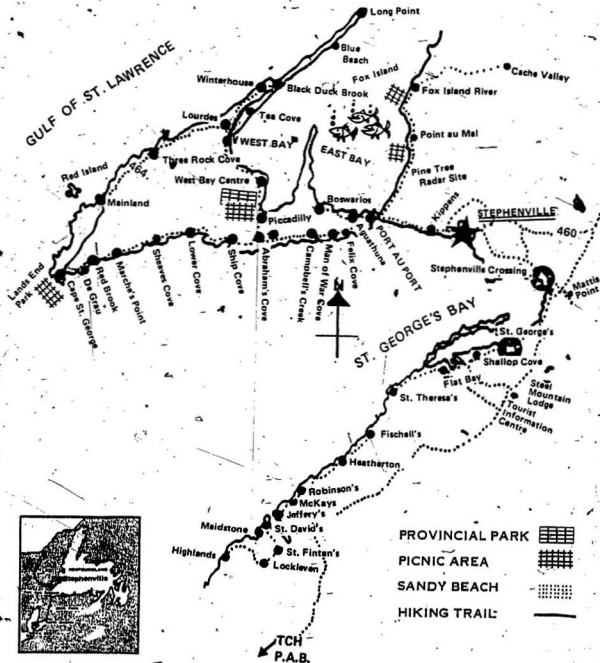 Long Point
Blue
Beach
Fox Island
Cache Valley
GULF OF ST. LAWRENCE
Winterhouse
Black Duck Brook
Fox Island River
Lourdes
Tea Cove
WEST BAY
EAST BAY
Point au Mal
Three Rock Cove
464
Red Island
West Bay Centre
Pine Tree
Radar Site
Mainland
Boswarlos
Kippens
STEPHENVILLE
Piccadilly
Aguathuna
PORT AU PORT
460
Stephenville Crossing
Lands End
Park
Cape St. George
De Grau
Red Brook
Marche's Point
Sheaves Cove
Lower Cove
Ship Cove
Abraham's Cove
Campbell's Creek
Man of War Cove
Felix Cove
Mattis
Point
N
ST. GEORGE'S BAY
St. George's
Shallop Cove
Flat Bay
Steel
Mountain
Lodge
Tourist
Information
Centre
St. Theresa's
Fischell's
Heatherton
Robinson's
McKays
Jeffery's
Maidstone
St. David's
St. Fintan's
Highlands
Lockleven
NEWFOUNDLAND
Stephenville
PROVINCIAL PARK
PICNIC AREA
SANDY BEACH
HIKING TRAIL
TCH
P.A.B.